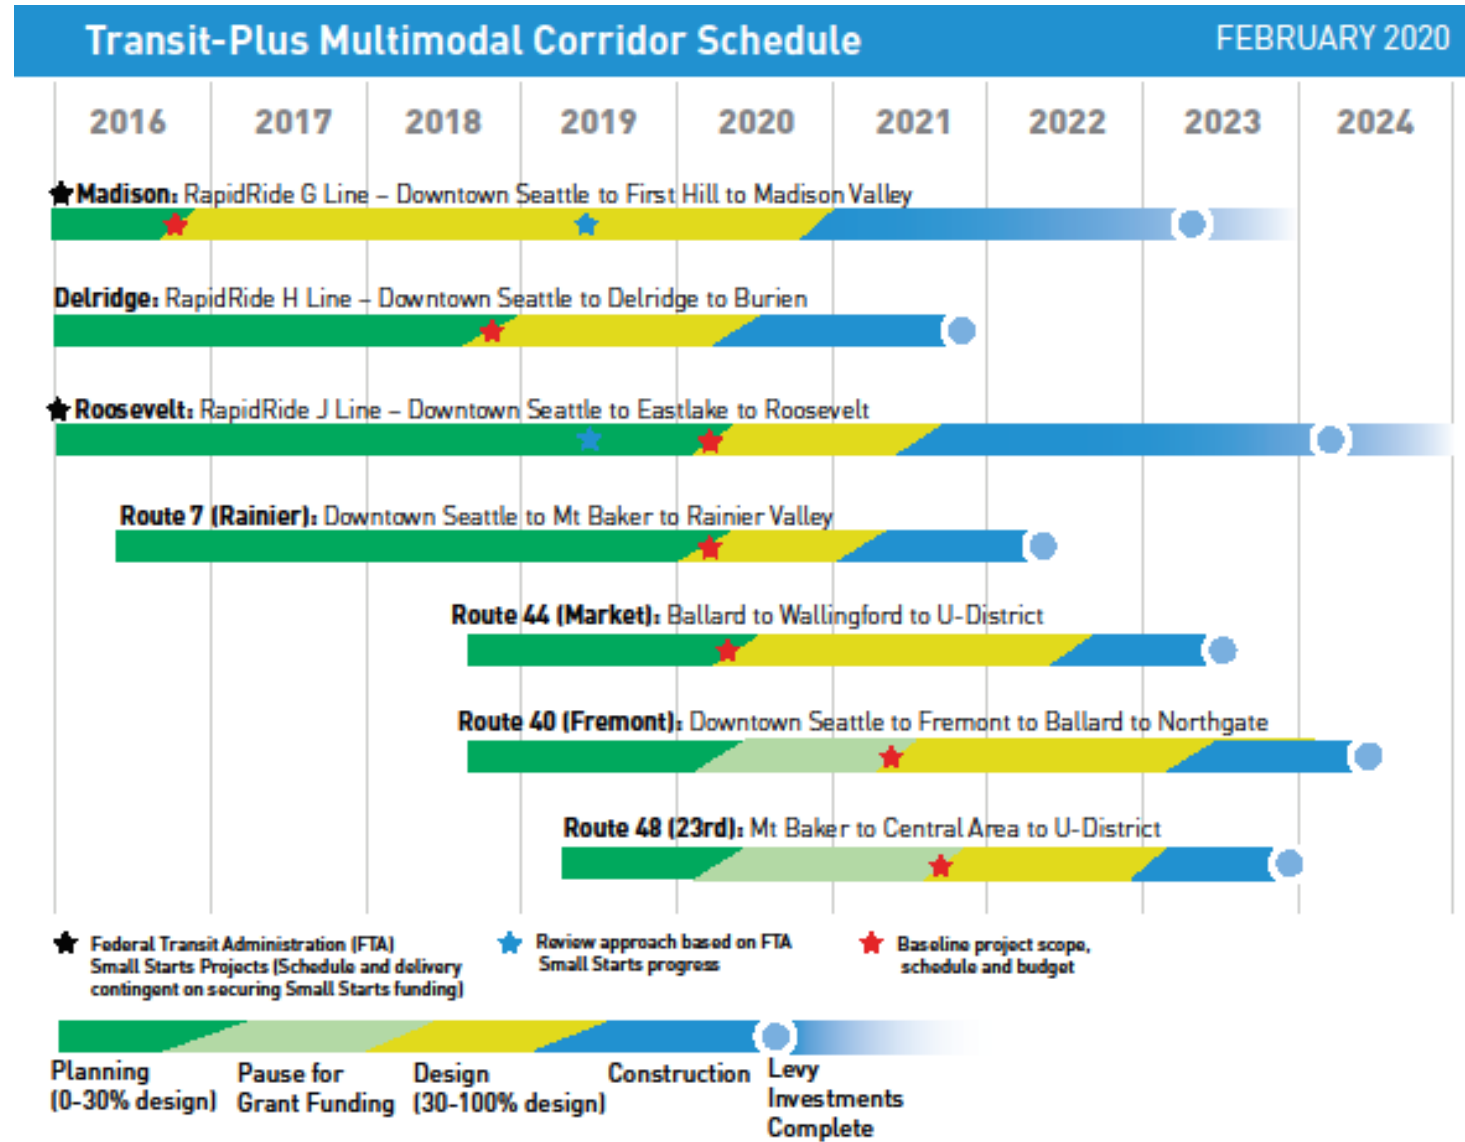 Transit-Plus Multimodal Corridor Schedule FEBRUARY 2020
2016 2017 2018 2019 2020 2021 2022 2023 2024
Madison: RapidRide G Line – Downtown Seattle to First Hill to Madison Valley
Delridge: RapidRide H Line – Downtown Seattle to Delridge to Burien
Roosevelt: RapidRide J Line – Downtown Seattle to Eastlake to Roosevelt
Route 7 (Rainier): Downtown Seattle to Mt Baker to Rainier Valley
Route 44 (Market): Ballard to Wallingford to U-District
Route 40 (Fremont): Downtown Seattle to Fremont to Ballard to Northgate
Route 48 (23rd): Mt Baker to Central Area to U-District
Federal Transit Administration (FTA)
Small Starts Projects (Schedule and delivery
contingent on securing Small Starts funding)
Review approach based on FTA
Small Starts progress
Baseline project scope,
schedule and budget
Planning
(0-30% design)
Pause for
Grant Funding
Design
(30-100% design)
Construction
Levy
Investments
Complete